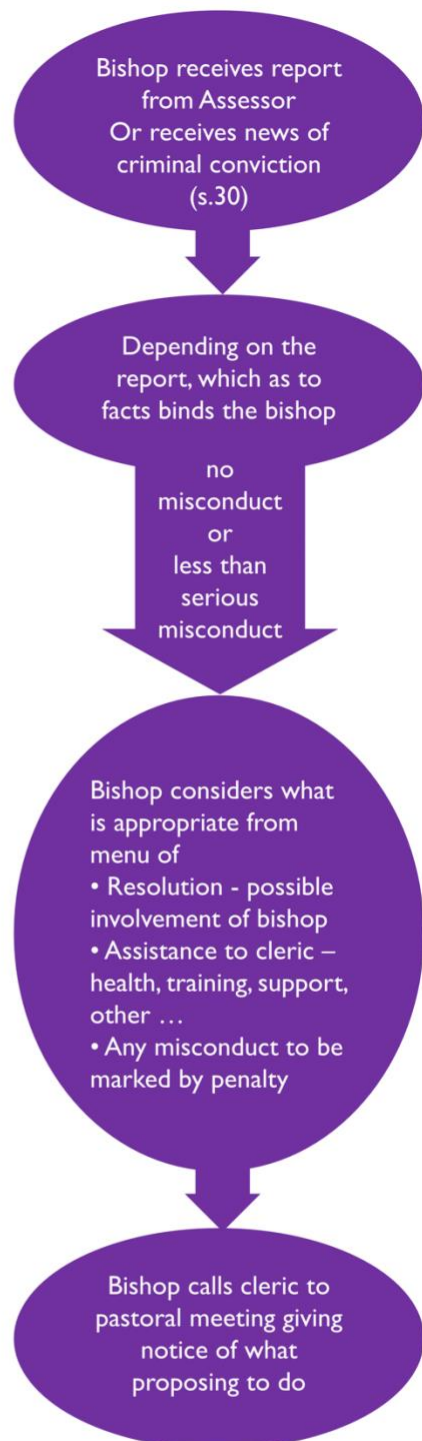 Bishop receives report
from Assessor
Or receives news of
criminal conviction
(s.30)
Depending on the
report, which as to
facts binds the bishop
no
misconduct
or
less than
serious
misconduct
Bishop considers what
is appropriate from
menu of
• Resolution - possible
involvement of bishop
• Assistance to cleric –
health, training, support,
other …
• Any misconduct to be
marked by penalty
Bishop calls cleric to
pastoral meeting giving
notice of what
proposing to do